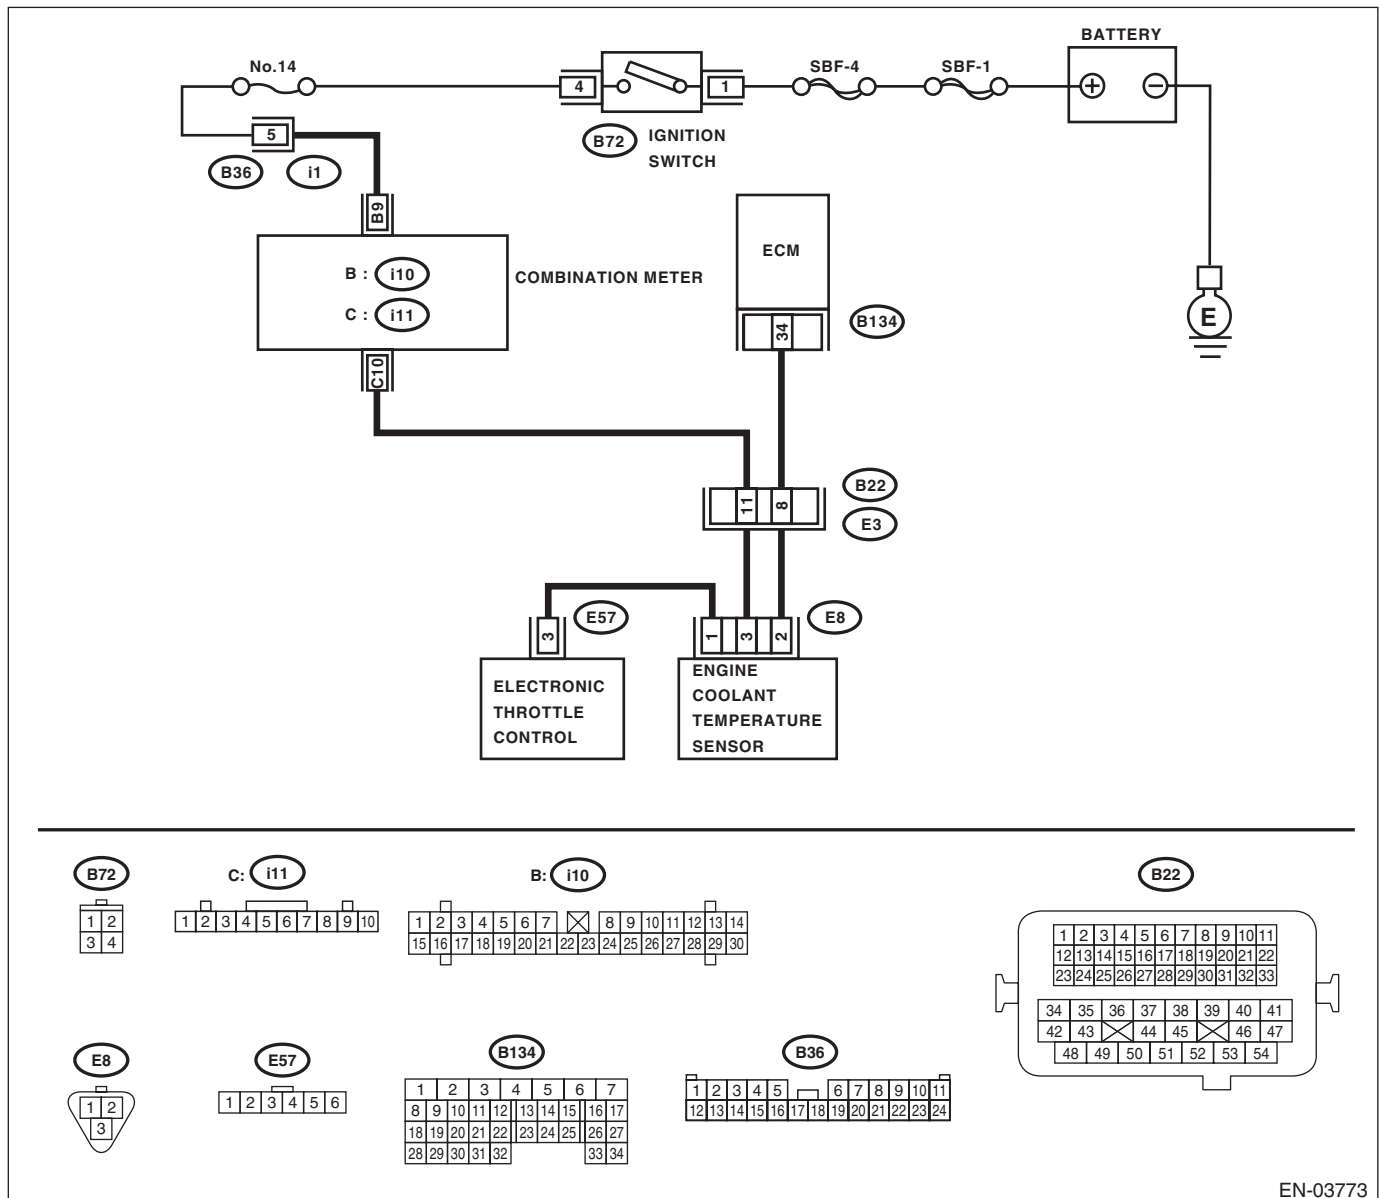 BATTERY
No.14
SBF-4
SBF-1
4
1
B72
IGNITION
SWITCH
5
B36
i1
B9
ECM
B : i10
COMBINATION METER
C : i11
34
B134
E
C10
11
8
B22
E3
3
E57
1
3
2
E8
ELECTRONIC
THROTTLE
CONTROL
ENGINE
COOLANT
TEMPERATURE
SENSOR
B72
1 2
3 4
C: i11
1 2 3 4 5 6 7 8 9 10
B: i10
1 2 3 4 5 6 7 8 9 10 11 12 13 14
15 16 17 18 19 20 21 22 23 24 25 26 27 28 29 30
B22
1 2 3 4 5 6 7 8 9 10 11
12 13 14 15 16 17 18 19 20 21 22
23 24 25 26 27 28 29 30 31 32 33
34 35 36 37 38 39 40 41
42 43 44 45 46 47
48 49 50 51 52 53 54
E8
1 2
3
E57
1 2 3 4 5 6
B134
1 2 3 4 5 6 7
8 9 10 11 12 13 14 15 16 17
18 19 20 21 22 23 24 25 26 27
28 29 30 31 32 33 34
B36
1 2 3 4 5 6 7 8 9 10 11
12 13 14 15 16 17 18 19 20 21 22 23 24
EN-03773